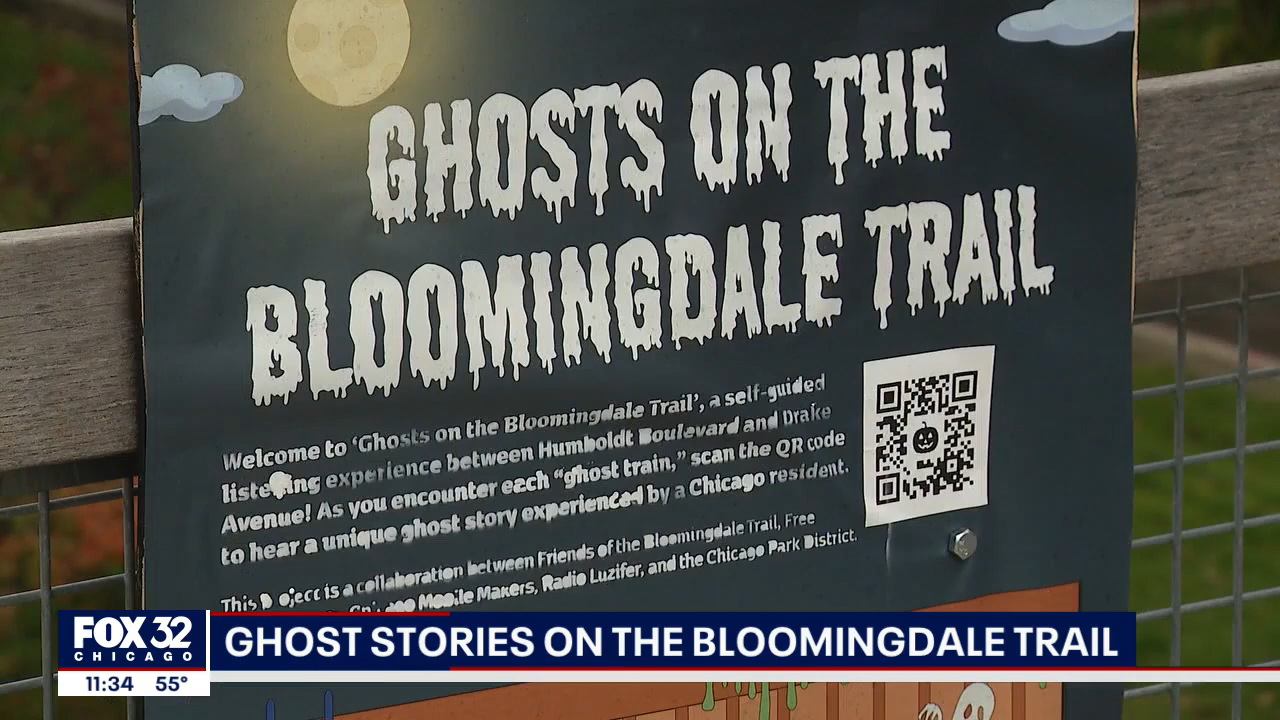 GHOSTS ON THE
BLOOMINGDALE TRAIL
Welcome to ‘Ghosts on the Bloomingdale Trail’, a self-guided
listening experience between Humboldt Boulevard and Drake
Avenue! As you encounter each “ghost train,” scan the QR code
to hear a unique ghost story experienced by a Chicago resident.
This Project is a collaboration between Friends of the Bloomingdale Trail, Free
Mobile Makers, Radio Luzifer, and the Chicago Park District.
FOX 32
CHICAGO
GHOST STORIES ON THE BLOOMINGDALE TRAIL
11:34 55°